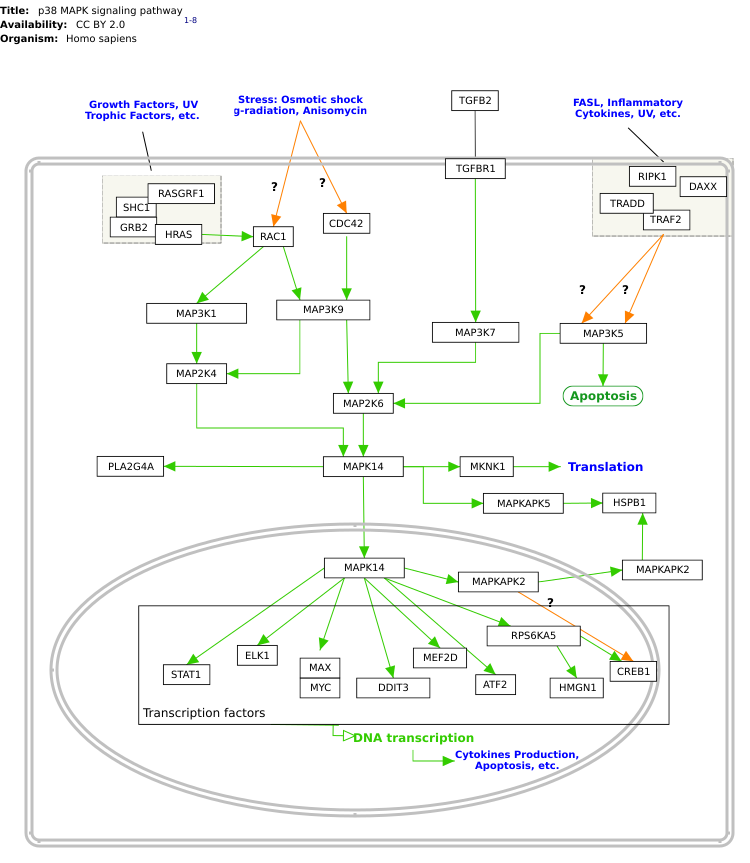 Title: p38 MAPK signaling pathway
Availability: CC BY 2.0 1-8
Organism: Homo sapiens
Growth Factors, UV
Trophic Factors, etc.
Stress: Osmotic shock
g-radiation, Anisomycin
TGFB2
FASL, Inflammatory
Cytokines, UV, etc.
TGFBR1
RASGRF1
SHC1
GRB2
HRAS
?
?
RIPK1
DAXX
TRADD
TRAF2
RAC1
CDC42
?
?
MAP3K1
MAP3K9
MAP3K7
MAP3K5
MAP2K4
MAP2K6
Apoptosis
PLA2G4A
MAPK14
MKNK1
Translation
MAPKAPK5
HSPB1
MAPK14
MAPKAPK2
MAPKAPK2
?
RPS6KA5
STAT1
ELK1
MAX
MYC
DDIT3
MEF2D
ATF2
HMGN1
CREB1
Transcription factors
DNA transcription
Cytokines Production,
Apoptosis, etc.